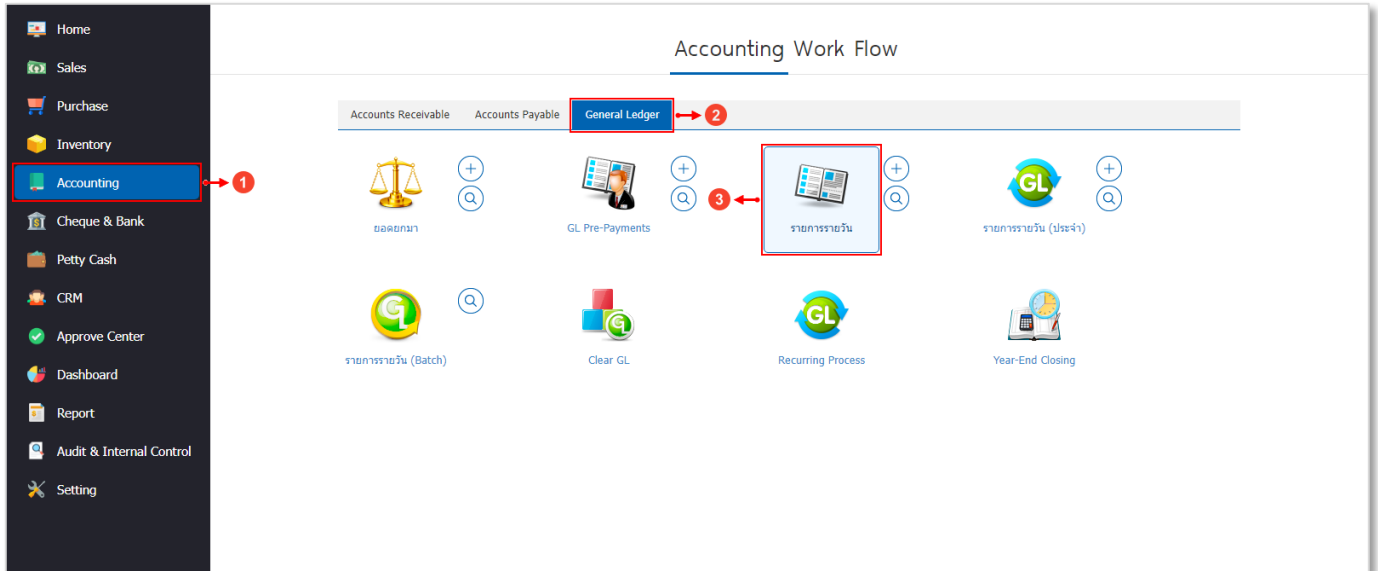 Home
Sales
Purchase
Inventory
Accounting
Cheque & Bank
Petty Cash
CRM
Approve Center
Dashboard
Report
Audit & Internal Control
Setting
1
Accounting Work Flow
Accounts Receivable Accounts Payable General Ledger 2
3
ยอดยกมา GL Pre-Payments รายการรายวัน รายการรายวัน (ประจำ)
รายการรายวัน (Batch) Clear GL Recurring Process Year-End Closing
GL
GL